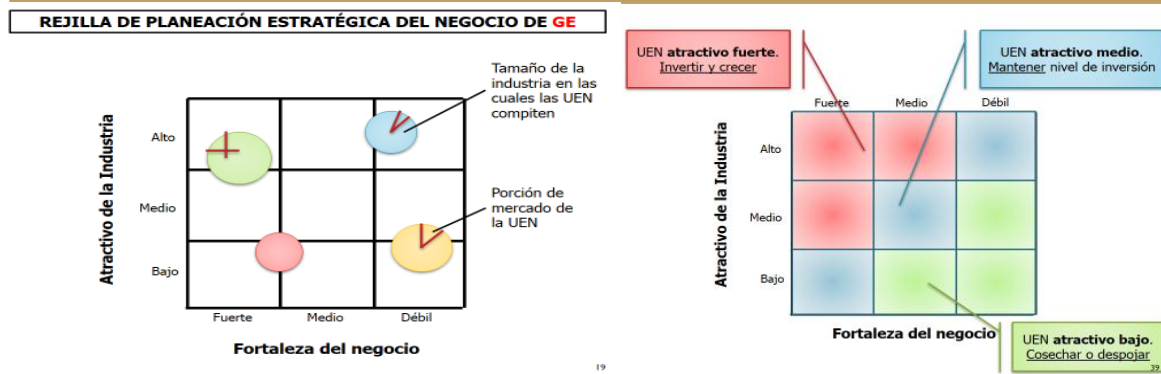 REJILLA DE PLANEACIÓN ESTRATÉGICA DEL NEGOCIO DE GE
Tamaño de la
industria en las
cuales las UEN
compiten
Porción de
mercado de
la UEN
Atractivo de la Industria
Alto
Medio
Bajo
Fuerte Medio Débil
Fortaleza del negocio
19
UEN atractivo fuerte.
Invertir y crecer
UEN atractivo medio.
Mantener nivel de inversión
Fuerte Medio Débil
Atractivo de la Industria
Alto
Medio
Bajo
Fortaleza del negocio
UEN atractivo bajo.
Cosechar o despojar
39